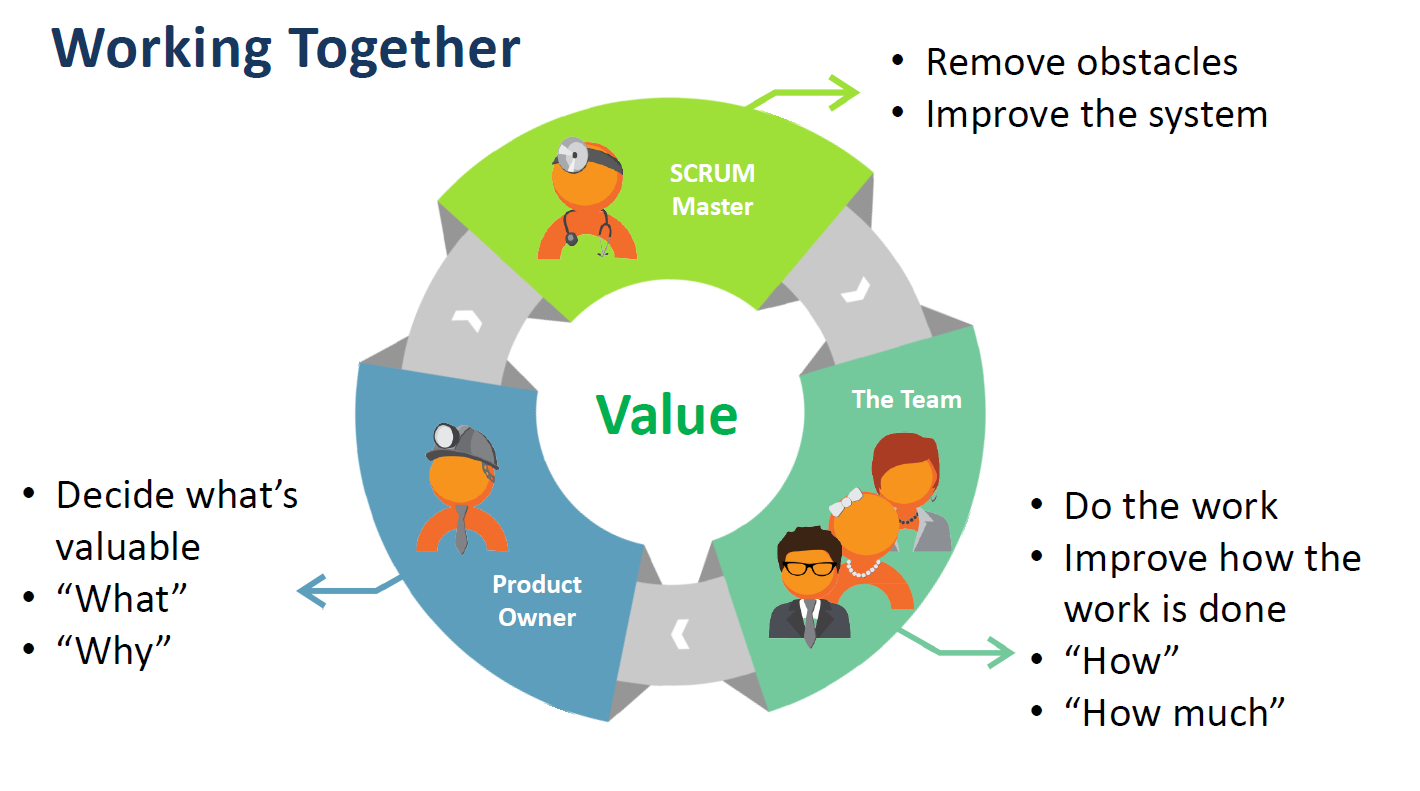 Working Together
• Remove obstacles
• Improve the system
SCRUM
Master
The Team
Value
Product
Owner
• Decide what’s
valuable
• “What”
• “Why”
• Do the work
• Improve how the
work is done
• “How”
• “How much”